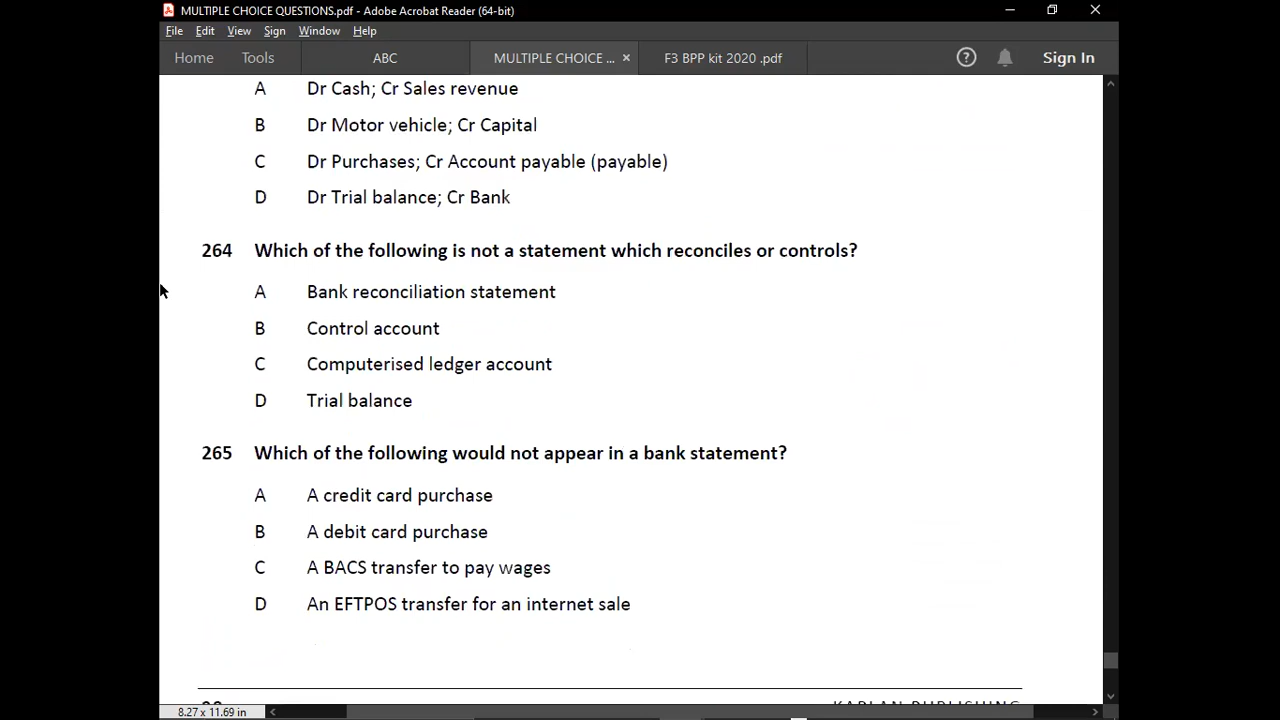 MULTIPLE CHOICE QUESTIONS.pdf - Adobe Acrobat Reader (64-bit)
File Edit View Sign Window Help
Home Tools ABC MULTIPLE CHOICE ... × F3 BPP kit 2020 .pdf ? Sign In
A Dr Cash; Cr Sales revenue
B Dr Motor vehicle; Cr Capital
C Dr Purchases; Cr Account payable (payable)
D Dr Trial balance; Cr Bank
264 Which of the following is not a statement which reconciles or controls?
A Bank reconciliation statement
B Control account
C Computerised ledger account
D Trial balance
265 Which of the following would not appear in a bank statement?
A A credit card purchase
B A debit card purchase
C A BACS transfer to pay wages
D An EFTPOS transfer for an internet sale
KAPLAN PUBLISHING
8.27 x 11.69 in